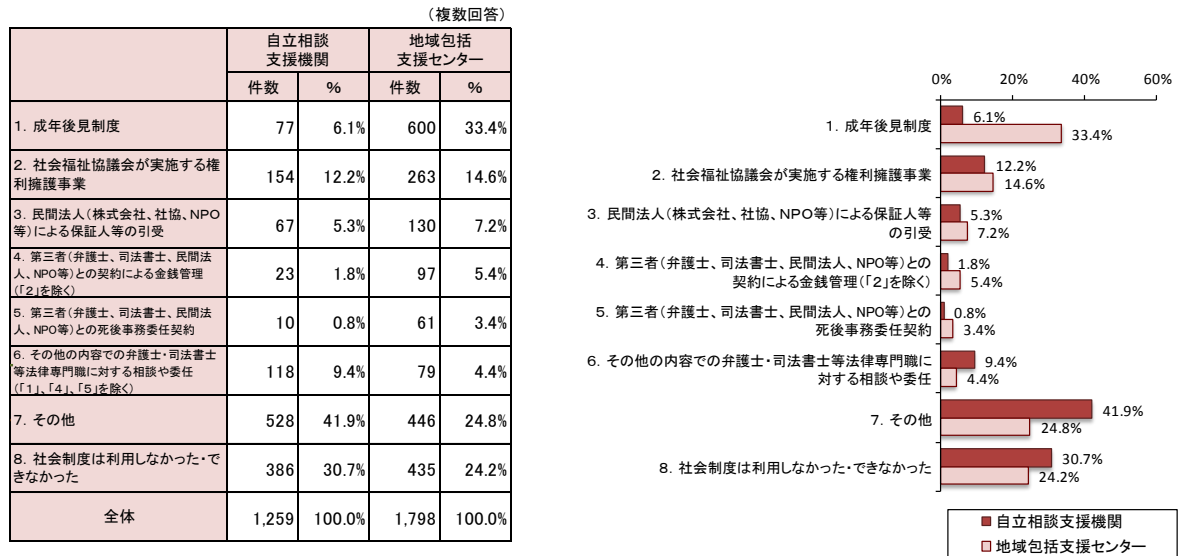 （複数回答）
自立相談
支援機関
地域包括
支援センター
件数 % 件数 %
1. 成年後見制度 77 6.1% 600 33.4%
2. 社会福祉協議会が実施する権
利擁護事業 154 12.2% 263 14.6%
3. 民間法人（株式会社、社協、NPO
等）による保証人等の引受 67 5.3% 130 7.2%
4. 第三者（弁護士、司法書士、民間法
人、NPO等）との契約による金銭管理
（「2」を除く） 23 1.8% 97 5.4%
5. 第三者（弁護士、司法書士、民間法
人、NPO等）との死後事務委任契約 10 0.8% 61 3.4%
6. その他の内容での弁護士・司法書士
等法律専門職に対する相談や委任
（「1」、「4」、「5」を除く） 118 9.4% 79 4.4%
7. その他 528 41.9% 446 24.8%
8. 社会制度は利用しなかった・で
きなかった 386 30.7% 435 24.2%
全体 1,259 100.0% 1,798 100.0%
0% 20% 40% 60%
1. 成年後見制度
6.1%
33.4%
2. 社会福祉協議会が実施する権利擁護事業
12.2%
14.6%
3. 民間法人（株式会社、社協、NPO等）による保証人等
の引受
5.3%
7.2%
4. 第三者（弁護士、司法書士、民間法人、NPO等）との
契約による金銭管理（「2」を除く）
1.8%
5.4%
5. 第三者（弁護士、司法書士、民間法人、NPO等）との
死後事務委任契約
0.8%
3.4%
6. その他の内容での弁護士・司法書士等法律専門職に
対する相談や委任
9.4%
4.4%
7. その他
41.9%
24.8%
8. 社会制度は利用しなかった・できなかった
30.7%
24.2%
自立相談支援機関
地域包括支援センター